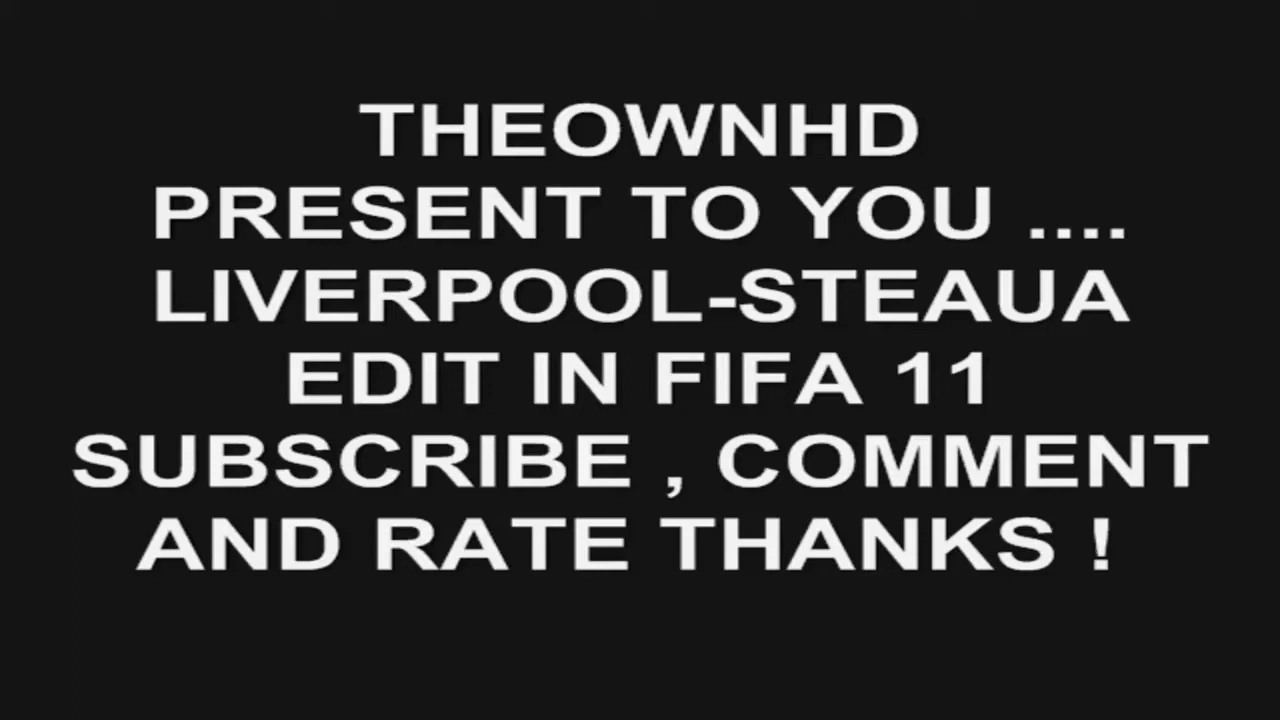 THEOWNHD
PRESENT TO YOU ....
LIVERPOOL-STEAUA
EDIT IN FIFA 11
SUBSCRIBE , COMMENT
AND RATE THANKS !